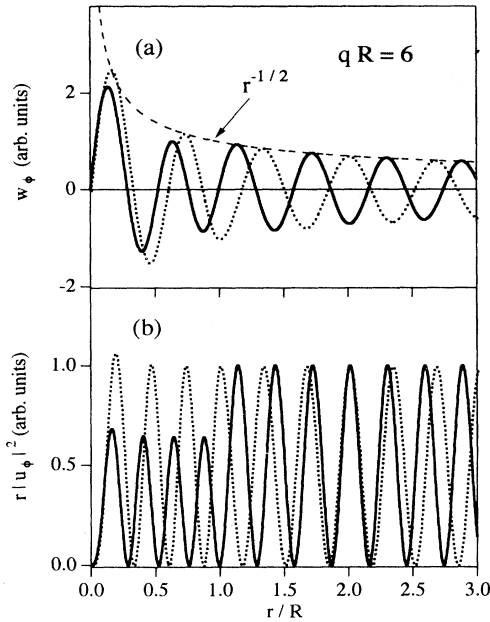 (a)
q R = 6
r^{-1/2}
w_ϕ (arb. units)
2
0
-2
(b)
r | u_ϕ |^2 (arb. units)
1.0
0.5
0.0
0.0 0.5 1.0 1.5 2.0 2.5 3.0
r / R